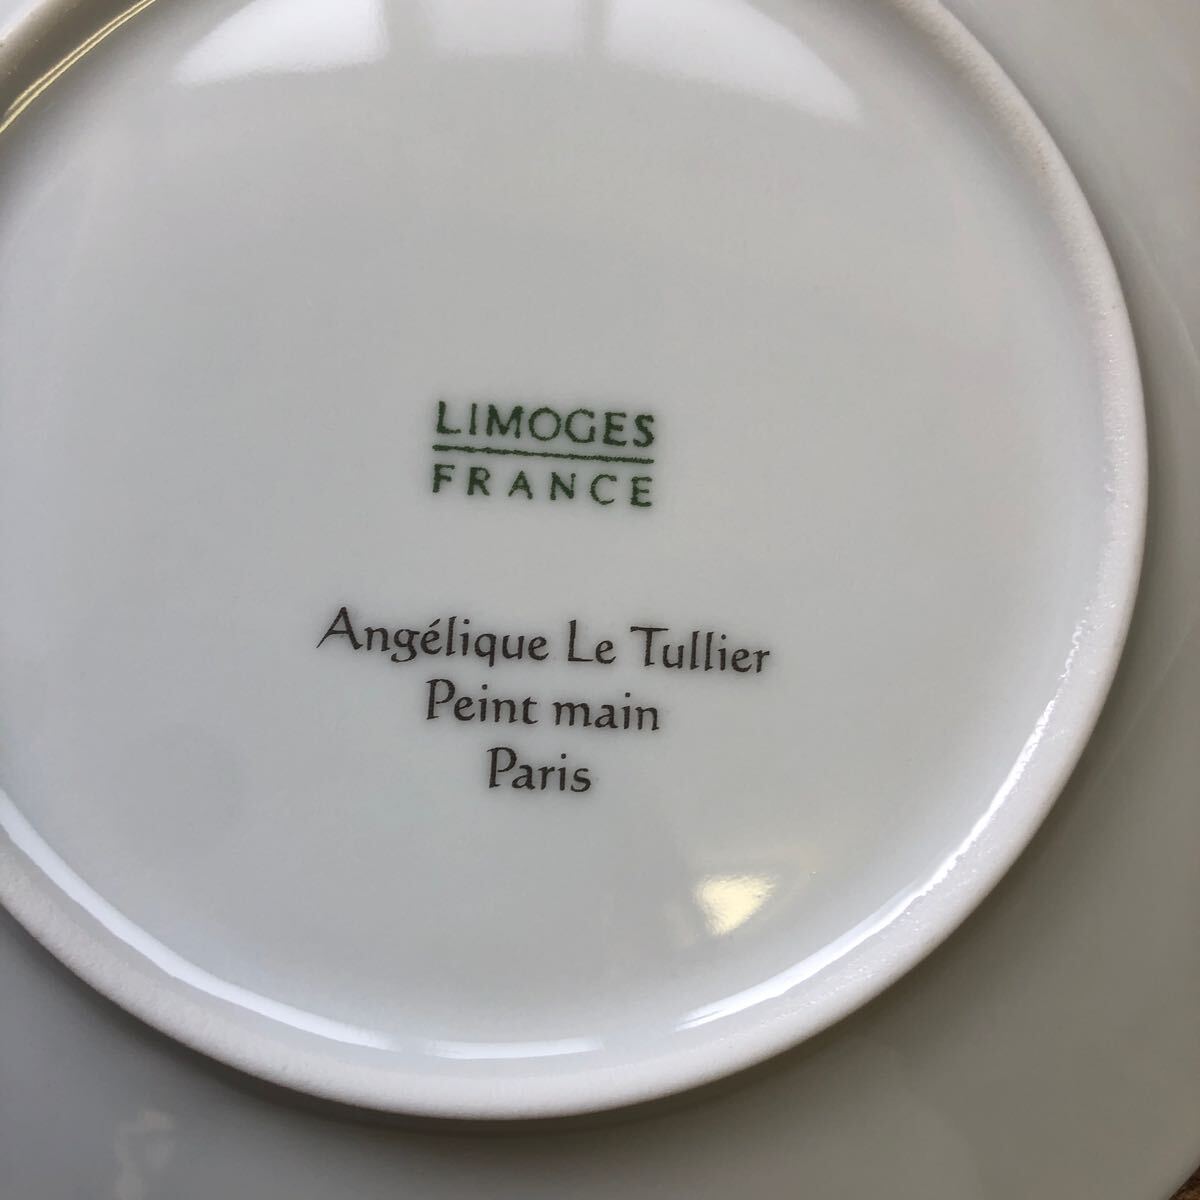 LIMOGES
FRANCE
Angélique Le Tullier
Peint main
Paris